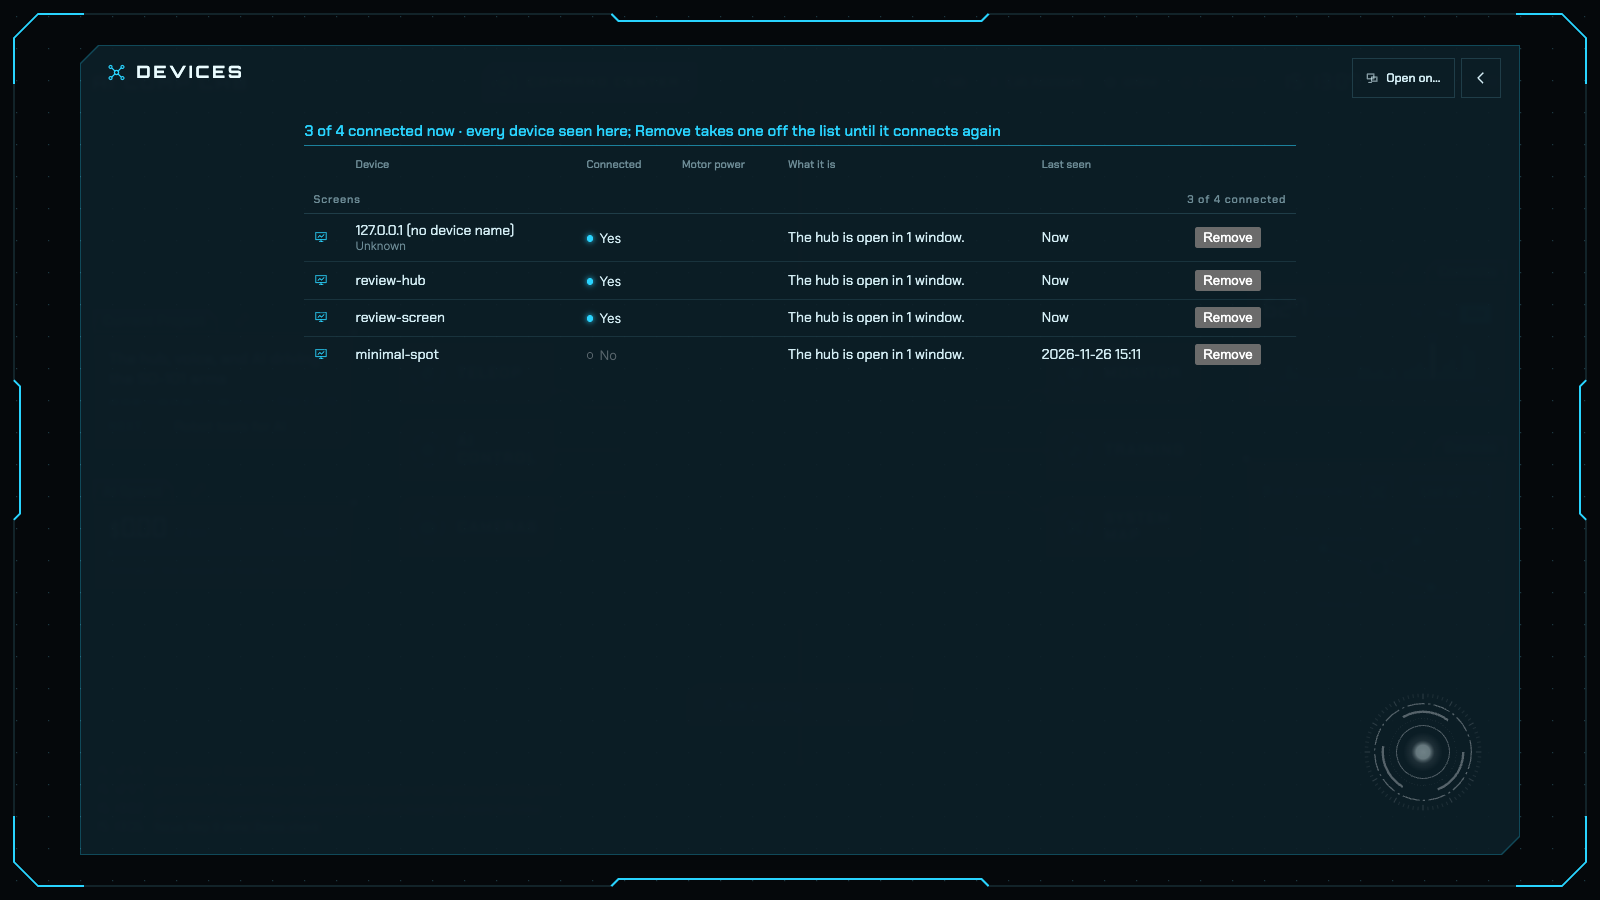 DEVICES
Open on...
3 of 4 connected now · every device seen here; Remove takes one off the list until it connects again
Device Connected Motor power What it is Last seen
Screens 3 of 4 connected
127.0.0.1 (no device name) Yes The hub is open in 1 window. Now Remove
Unknown
review-hub Yes The hub is open in 1 window. Now Remove
review-screen Yes The hub is open in 1 window. Now Remove
minimal-spot No The hub is open in 1 window. 2026-11-26 15:11 Remove